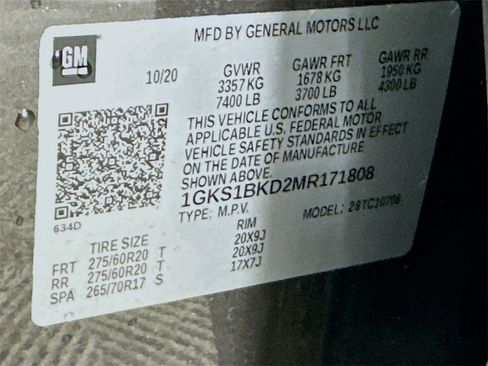 GM
MFD BY GENERAL MOTORS LLC
10/20 GVWR GAWR FRT GAWR RR
3357 KG 1678 KG 1950 KG
7400 LB 3700 LB 4300 LB
THIS VEHICLE CONFORMS TO ALL
APPLICABLE U.S. FEDERAL MOTOR
VEHICLE SAFETY STANDARDS IN EFFECT
ON THE DATE OF MANUFACTURE
SHOWN ABOVE.
1GKS1BKD2MR171808
634D TYPE: M.P.V. MODEL:
TIRE SIZE RIM
FRT 275/60R20 T 20X9J
RR 275/60R20 T 20X9J
SPA 265/70R17 S 17X7J